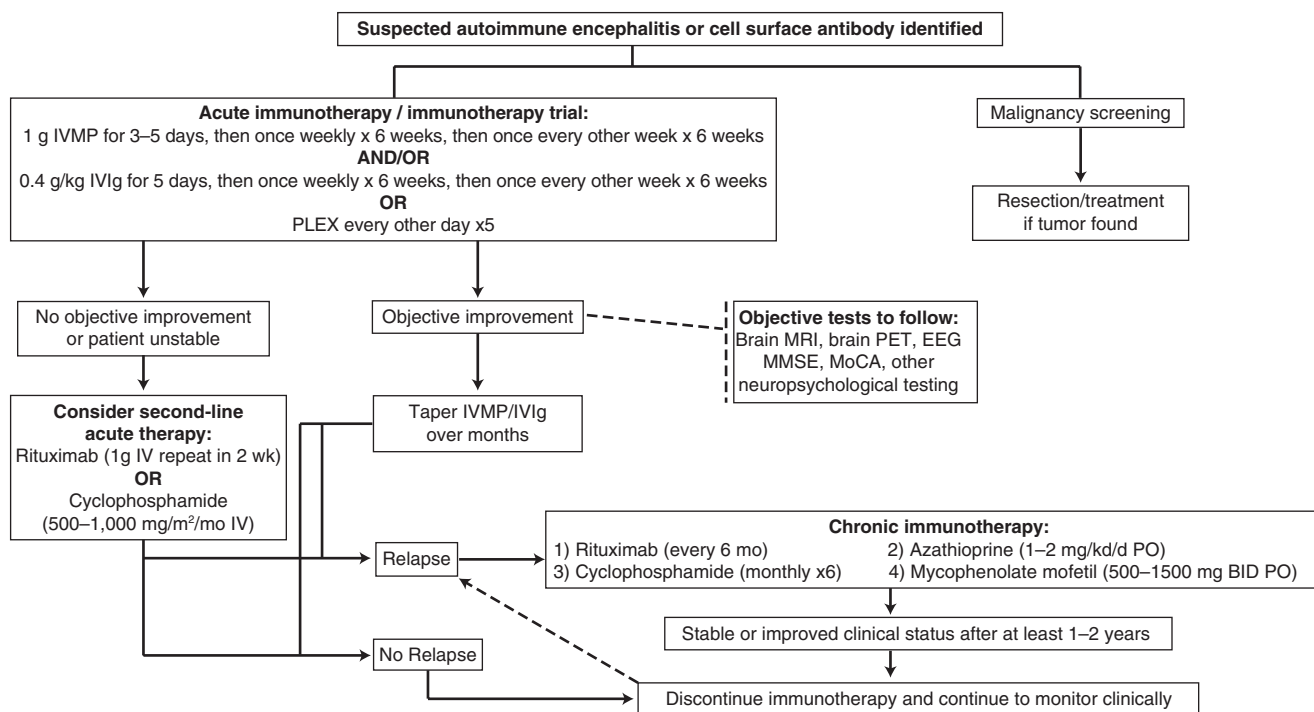 Suspected autoimmune encephalitis or cell surface antibody identified
Acute immunotherapy / immunotherapy trial:
1 g IVMP for 3–5 days, then once weekly x 6 weeks, then once every other week x 6 weeks
AND/OR
0.4 g/kg IVIg for 5 days, then once weekly x 6 weeks, then once every other week x 6 weeks
OR
PLEX every other day x5
Malignancy screening
Resection/treatment
if tumor found
No objective improvement
or patient unstable
Objective improvement
Objective tests to follow:
Brain MRI, brain PET, EEG
MMSE, MoCA, other
neuropsychological testing
Consider second-line
acute therapy:
Rituximab (1g IV repeat in 2 wk)
OR
Cyclophosphamide
(500–1,000 mg/m²/mo IV)
Taper IVMP/IVIg
over months
Relapse
Chronic immunotherapy:
1) Rituximab (every 6 mo) 2) Azathioprine (1–2 mg/kd/d PO)
3) Cyclophosphamide (monthly x6) 4) Mycophenolate mofetil (500–1500 mg BID PO)
Stable or improved clinical status after at least 1–2 years
No Relapse
Discontinue immunotherapy and continue to monitor clinically